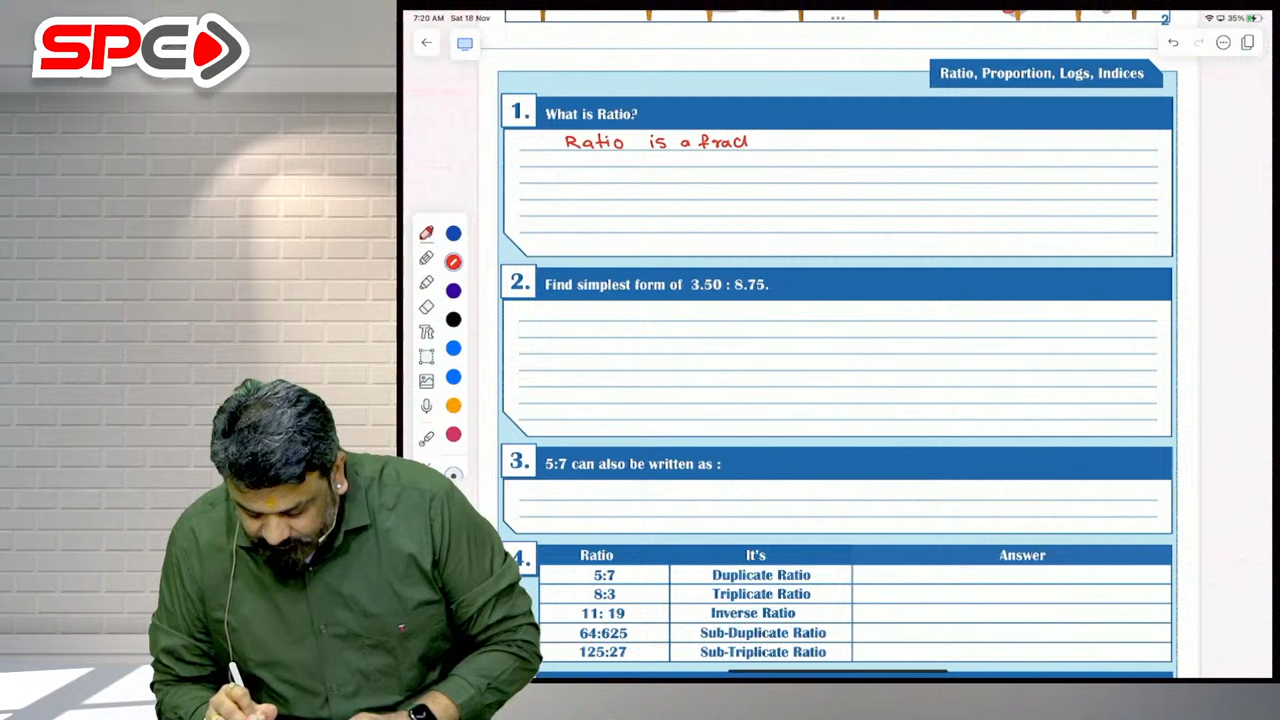 SPE
7:20 AM Sat 18 Nov
35%
2
Ratio, Proportion, Logs, Indices
1. What is Ratio?
Ratio is a frad
2. Find simplest form of 3.50 : 8.75.
3. 5:7 can also be written as :
4. Ratio It's Answer
5:7 Duplicate Ratio
8:3 Triplicate Ratio
11: 19 Inverse Ratio
64:625 Sub-Duplicate Ratio
125:27 Sub-Triplicate Ratio